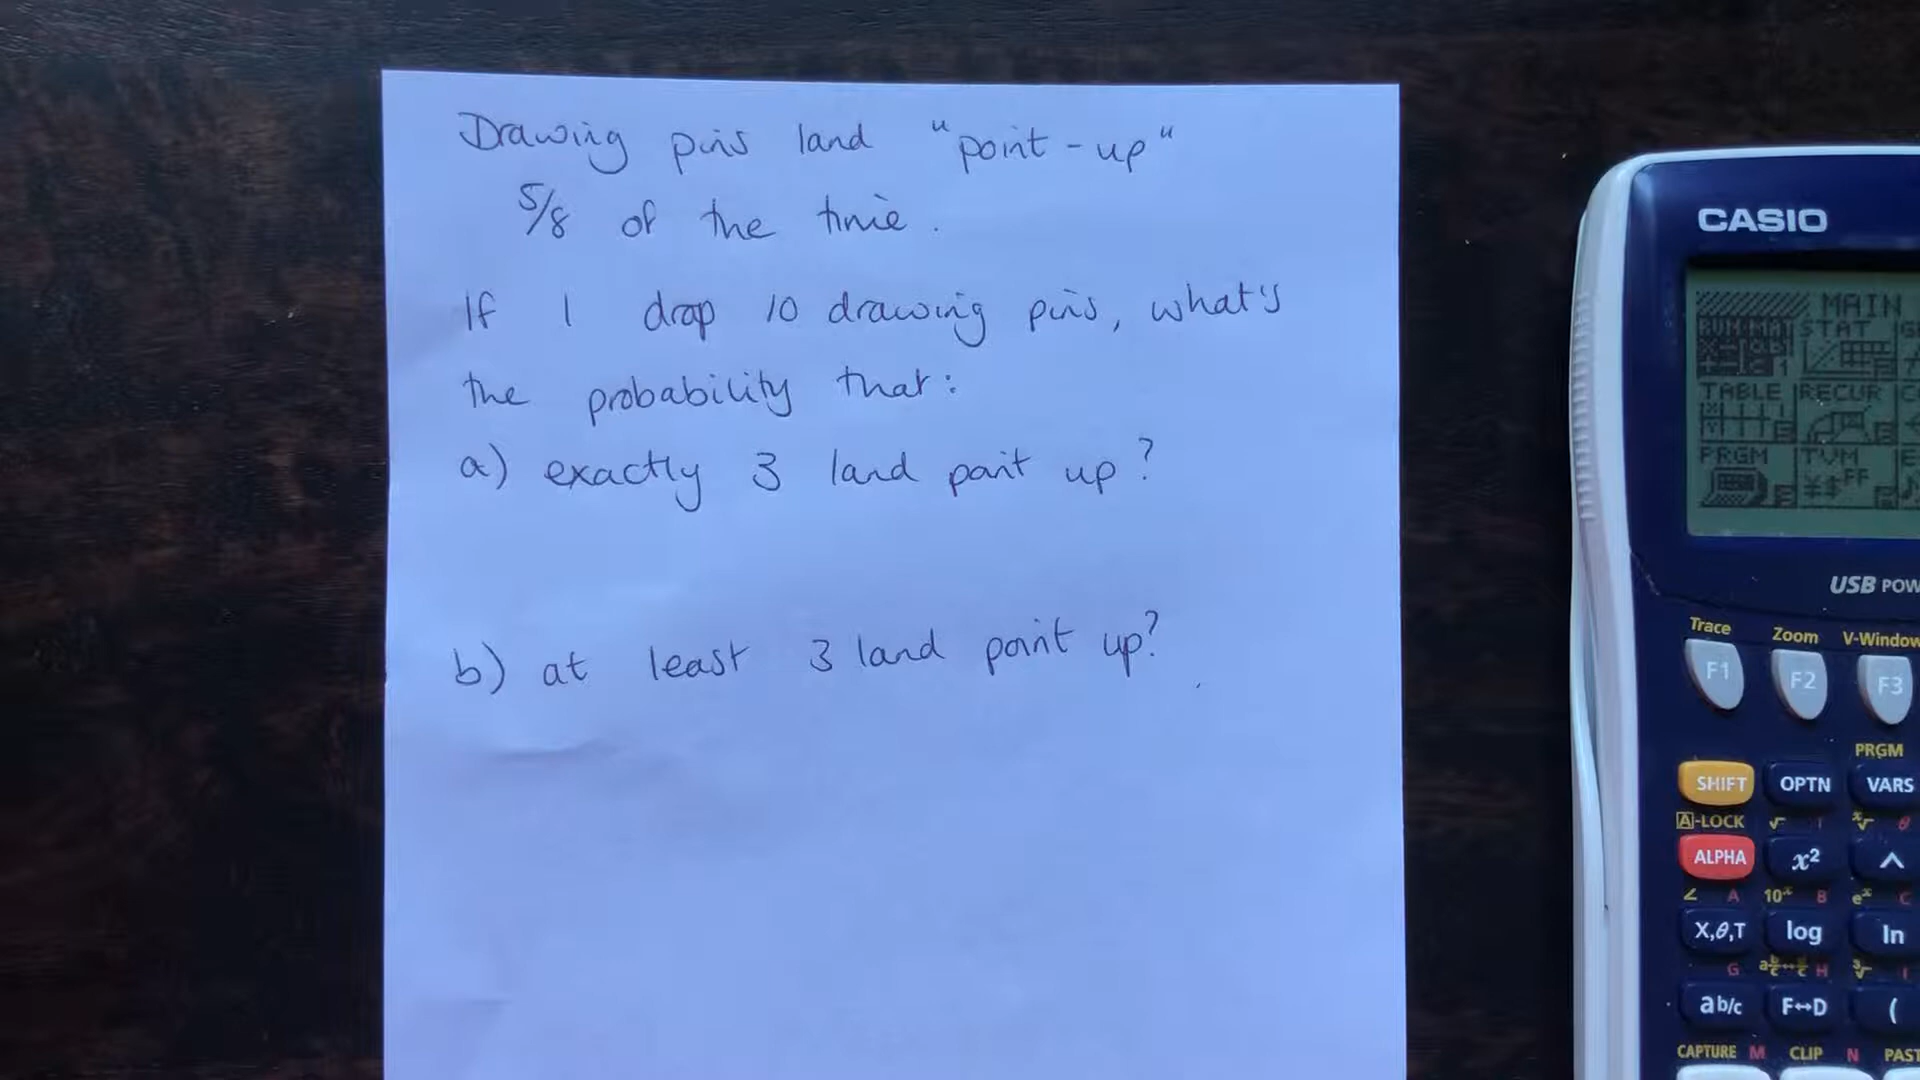 Drawing pins land "point-up"
5/8 of the time.
If I drop 10 drawing pins, what's
the probability that:
a) exactly 3 land point up?
b) at least 3 land point up?
CASIO
MAIN
RUN-MAT STAT
TABLE RECUR
PRGM TVM
USB POW
Trace Zoom V-Window
F1 F2 F3
PRGM
SHIFT OPTN VARS
A-LOCK
ALPHA x² ^
A 10ˣ B eˣ C
X,θ,T log ln
G H I
ab/c F↔D (
CAPTURE M CLIP N PAST